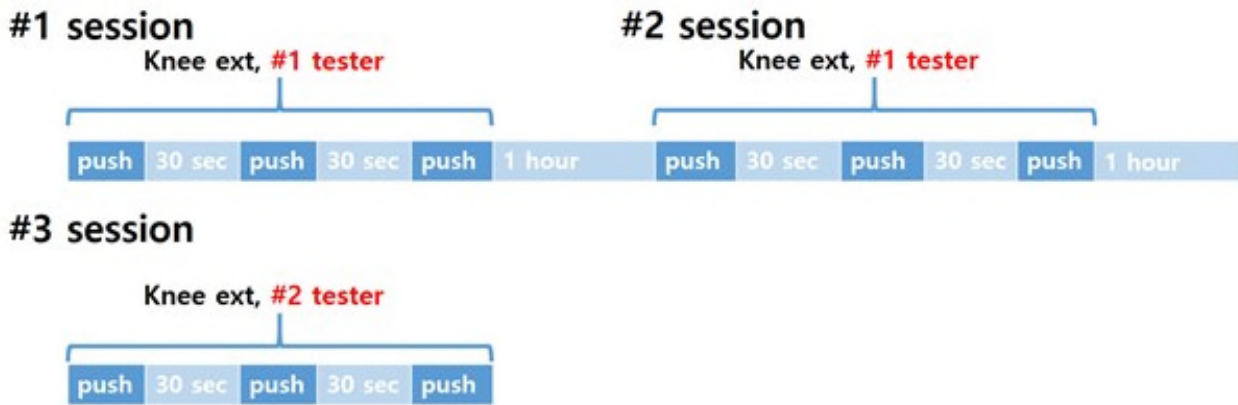 #1 session
#2 session
Knee ext, #1 tester
Knee ext, #1 tester
push 30 sec push 30 sec push 1 hour push 30 sec push 30 sec push 1 hour
#3 session
Knee ext, #2 tester
push 30 sec push 30 sec push